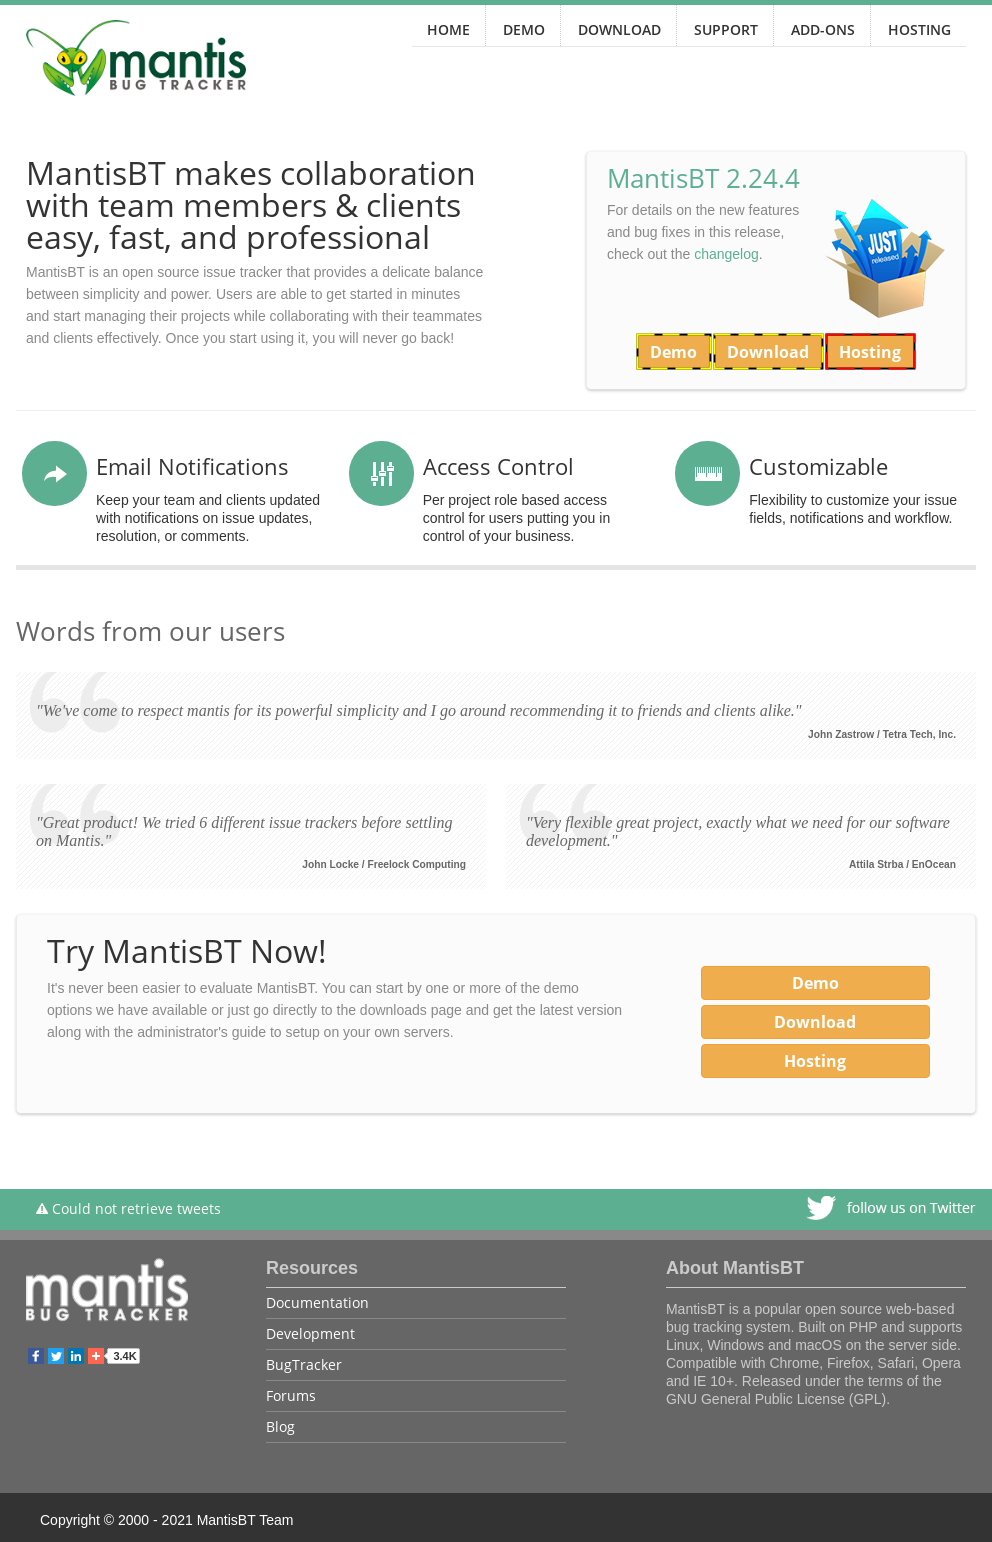 mantis
BUG TRACKER
HOME
DEMO
DOWNLOAD
SUPPORT
ADD-ONS
HOSTING
MantisBT makes collaboration
with team members & clients
easy, fast, and professional
MantisBT is an open source issue tracker that provides a delicate balance
between simplicity and power. Users are able to get started in minutes
and start managing their projects while collaborating with their teammates
and clients effectively. Once you start using it, you will never go back!
MantisBT 2.24.4
For details on the new features
and bug fixes in this release,
check out the changelog.
JUST
released
Demo
Download
Hosting
Email Notifications
Keep your team and clients updated
with notifications on issue updates,
resolution, or comments.
Access Control
Per project role based access
control for users putting you in
control of your business.
Customizable
Flexibility to customize your issue
fields, notifications and workflow.
Words from our users
"We've come to respect mantis for its powerful simplicity and I go around recommending it to friends and clients alike."
John Zastrow / Tetra Tech, Inc.
"Great product! We tried 6 different issue trackers before settling
on Mantis."
John Locke / Freelock Computing
"Very flexible great project, exactly what we need for our software
development."
Attila Strba / EnOcean
Try MantisBT Now!
It's never been easier to evaluate MantisBT. You can start by one or more of the demo
options we have available or just go directly to the downloads page and get the latest version
along with the administrator's guide to setup on your own servers.
Demo
Download
Hosting
Could not retrieve tweets
follow us on Twitter
mantis
BUG TRACKER
3.4K
Resources
Documentation
Development
BugTracker
Forums
Blog
About MantisBT
MantisBT is a popular open source web-based
bug tracking system. Built on PHP and supports
Linux, Windows and macOS on the server side.
Compatible with Chrome, Firefox, Safari, Opera
and IE 10+. Released under the terms of the
GNU General Public License (GPL).
Copyright © 2000 - 2021 MantisBT Team